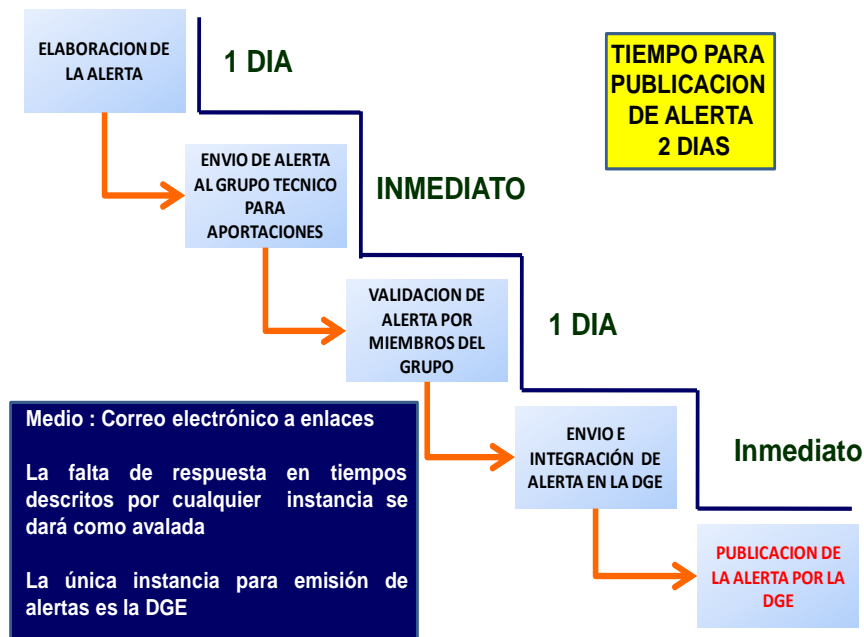 ELABORACION DE
LA ALERTA
1 DIA
TIEMPO PARA
PUBLICACION
DE ALERTA
2 DIAS
ENVIO DE ALERTA
AL GRUPO TECNICO
PARA
APORTACIONES
INMEDIATO
VALIDACION DE
ALERTA POR
MIEMBROS DEL
GRUPO
1 DIA
Medio : Correo electrónico a enlaces
La falta de respuesta en tiempos
descritos por cualquier instancia se
dará como avalada
La única instancia para emisión de
alertas es la DGE
ENVIO E
INTEGRACIÓN DE
ALERTA EN LA DGE
Inmediato
PUBLICACION DE
LA ALERTA POR LA
DGE